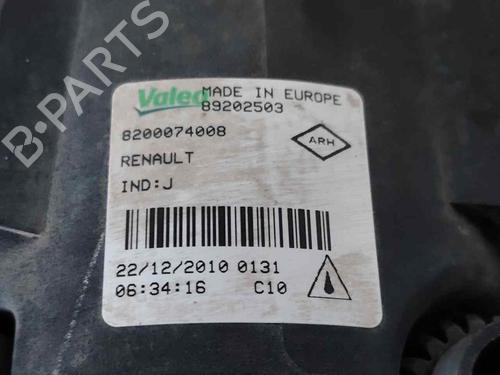 Valeo MADE IN EUROPE
89202503
8200074008
ARH
RENAULT
IND:J
22/12/2010 0131
06:34:16 C10
B-PARTS